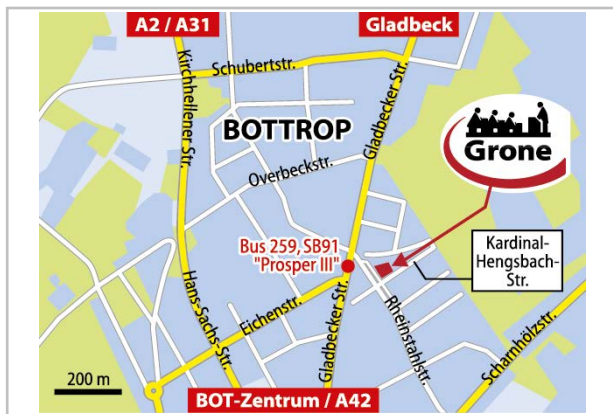 A2 / A31
Gladbeck
Kirchhellener Str.
Schubertstr.
Gladbecker Str.
BOTTROP
Grone
Overbeckstr.
Bus 259, SB91
"Prosper III"
Kardinal-
Hengsbach-
Str.
Hans-Sachs-Str.
Eichenstr.
Gladbecker Str.
Rheinstahlstr.
Scharnhölzstr.
200 m
BOT-Zentrum / A42